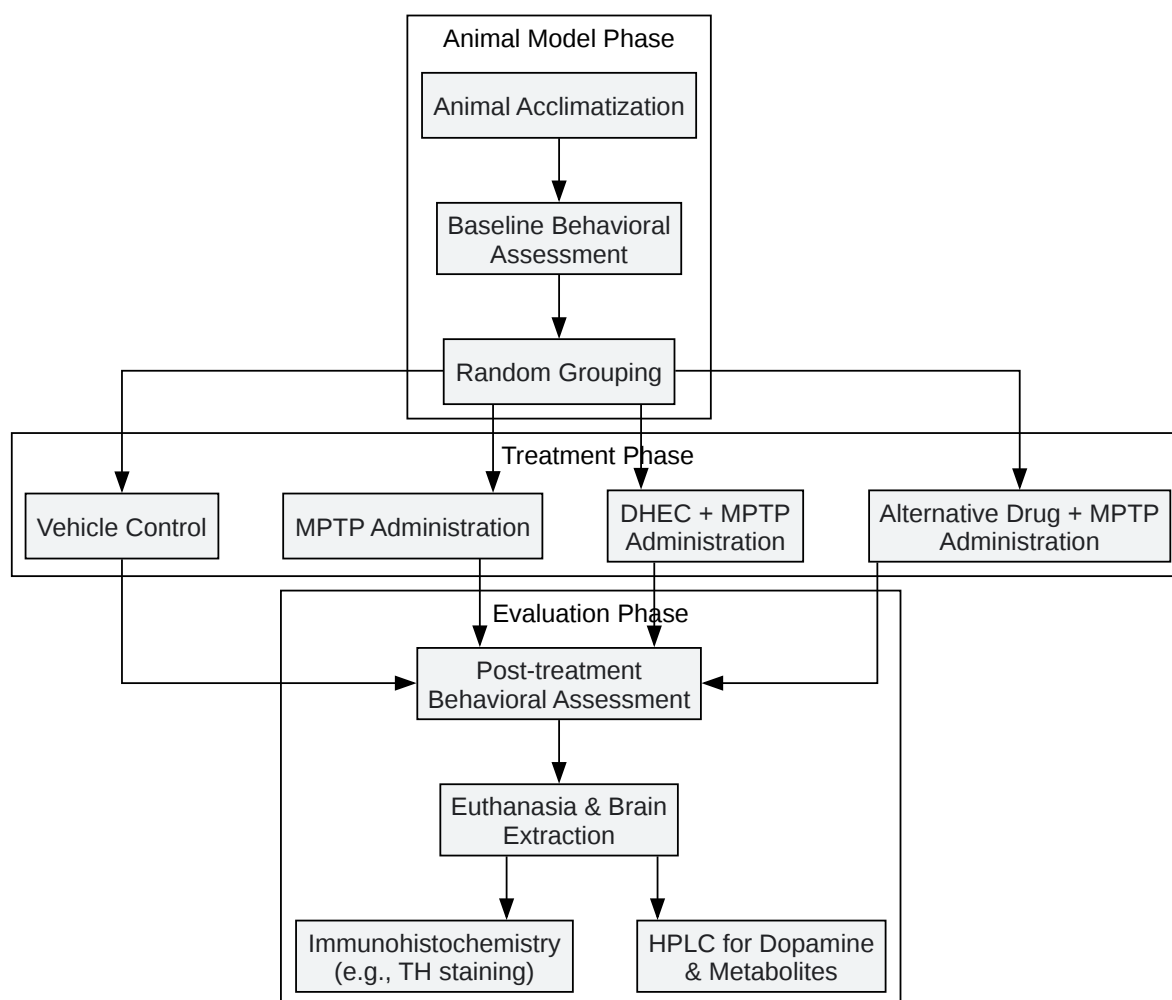 Animal Model Phase
Animal Acclimatization
Baseline Behavioral
Assessment
Random Grouping
Treatment Phase
Vehicle Control
MPTP Administration
DHEC + MPTP
Administration
Alternative Drug + MPTP
Administration
Evaluation Phase
Post-treatment
Behavioral Assessment
Euthanasia & Brain
Extraction
Immunohistochemistry
(e.g., TH staining)
HPLC for Dopamine
& Metabolites